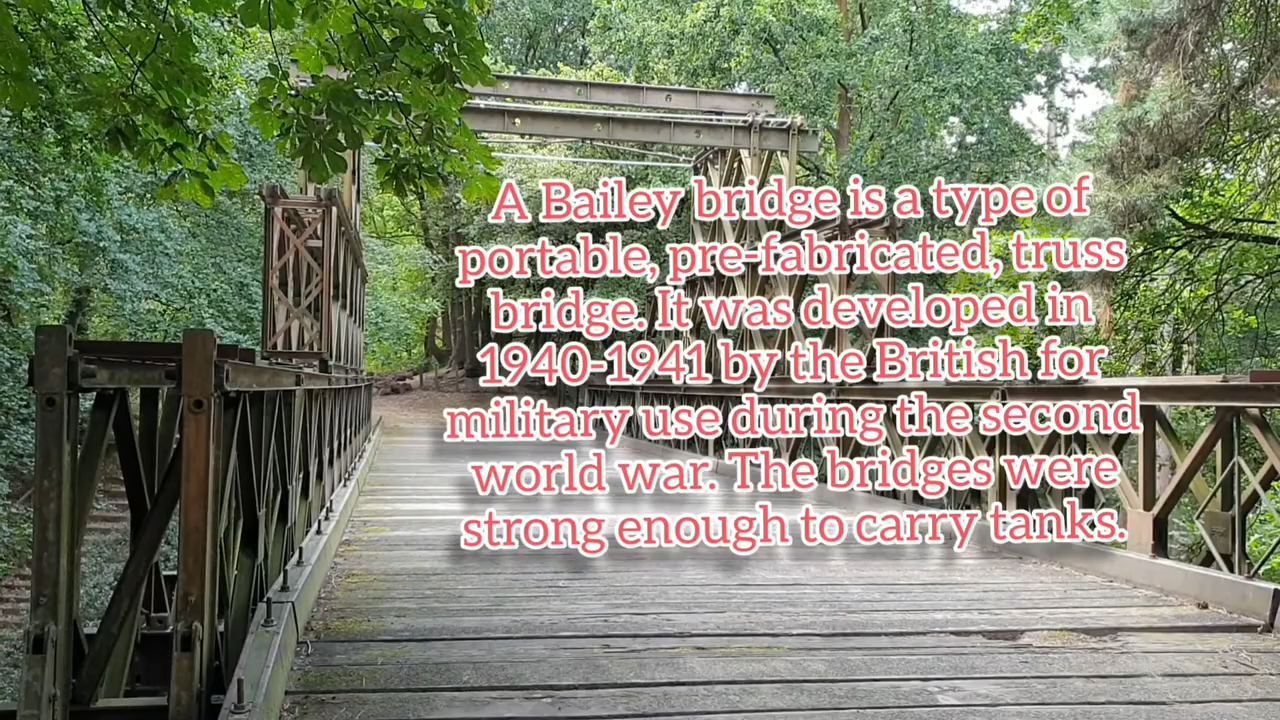 A Bailey bridge is a type of
portable, pre-fabricated, truss
bridge. It was developed in
1940-1941 by the British for
military use during the second
world war. The bridges were
strong enough to carry tanks.